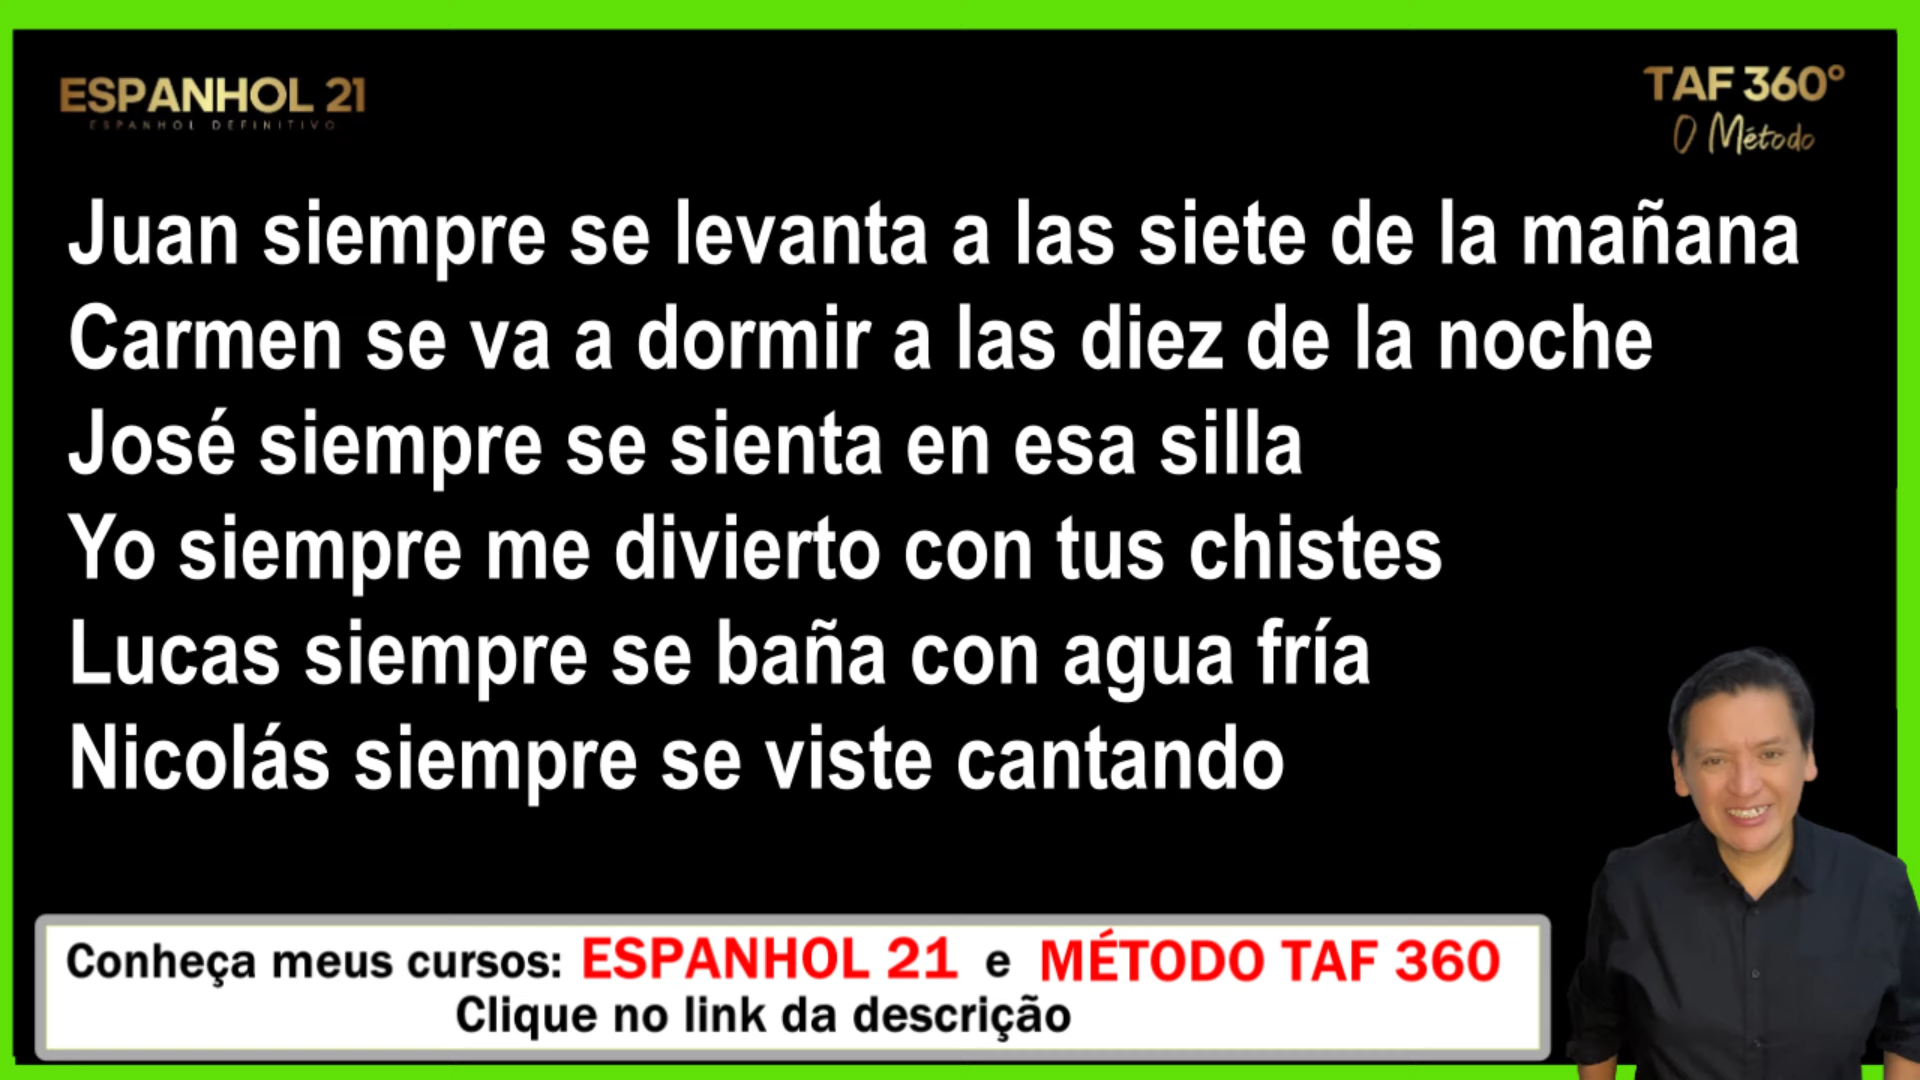 ESPANHOL 21
ESPANHOL DEFINITIVO
TAF 360°
O Método
Juan siempre se levanta a las siete de la mañana
Carmen se va a dormir a las diez de la noche
José siempre se sienta en esa silla
Yo siempre me divierto con tus chistes
Lucas siempre se baña con agua fría
Nicolás siempre se viste cantando
Conheça meus cursos: ESPANHOL 21 e MÉTODO TAF 360
Clique no link da descrição